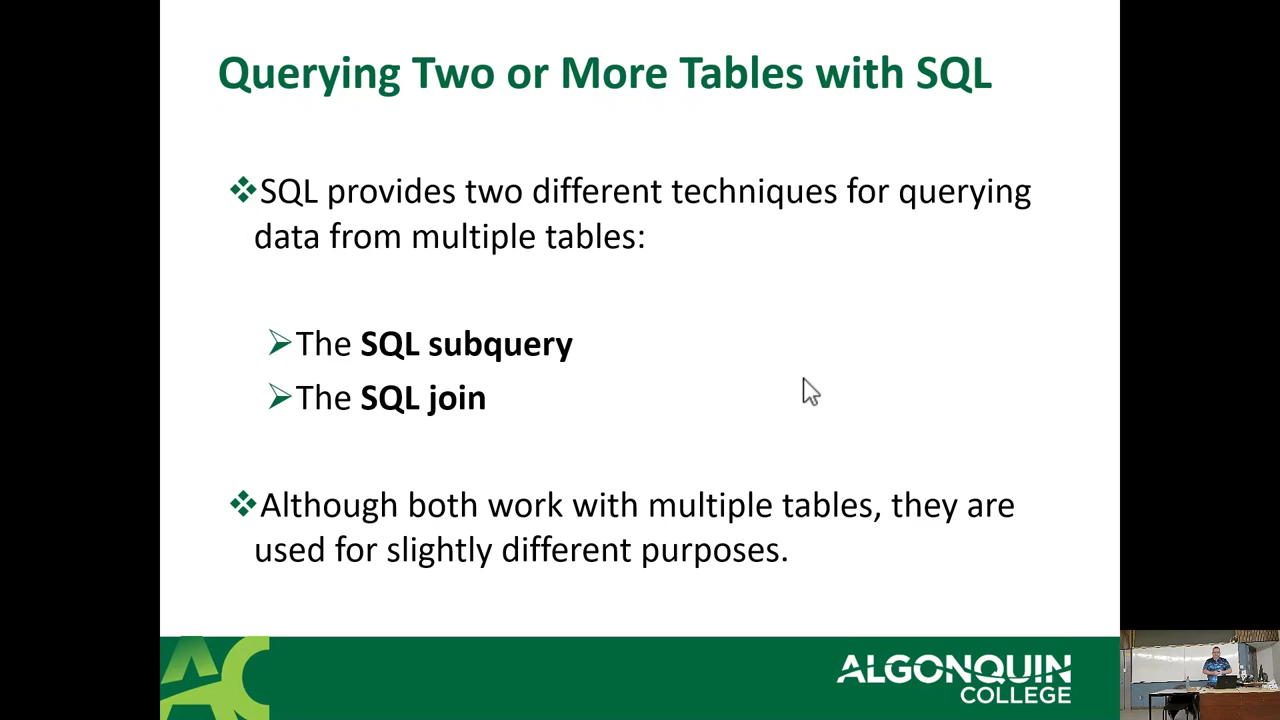 Querying Two or More Tables with SQL
SQL provides two different techniques for querying
data from multiple tables:
The SQL subquery
The SQL join
Although both work with multiple tables, they are
used for slightly different purposes.
AC
ALGONQUIN
COLLEGE